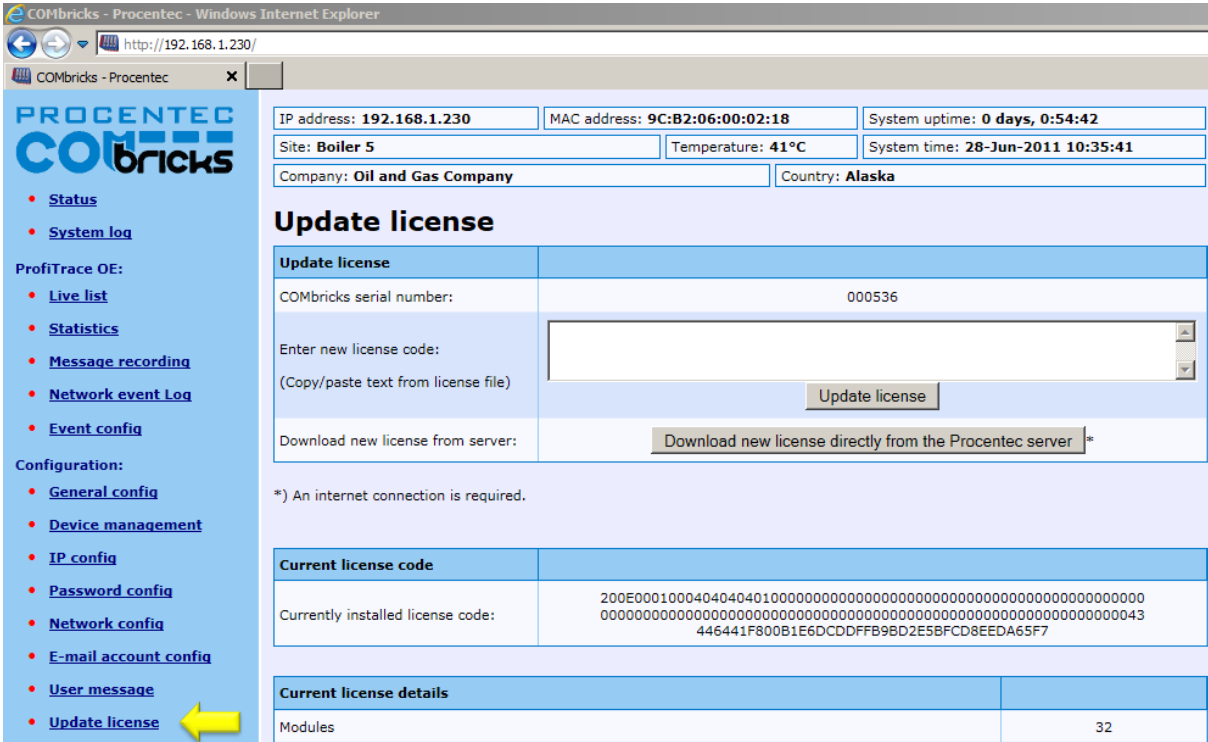 COMbricks - Procentec - Windows Internet Explorer
http://192.168.1.230/
COMbricks - Procentec
PROCENTEC
COMbricks
Status
System log
ProfiTrace OE:
Live list
Statistics
Message recording
Network event Log
Event config
Configuration:
General config
Device management
IP config
Password config
Network config
E-mail account config
User message
Update license
IP address: 192.168.1.230 MAC address: 9C:B2:06:00:02:18 System uptime: 0 days, 0:54:42
Site: Boiler 5 Temperature: 41°C System time: 28-Jun-2011 10:35:41
Company: Oil and Gas Company Country: Alaska
Update license
Update license
COMbricks serial number: 000536
Enter new license code:
(Copy/paste text from license file)
Update license
Download new license from server: Download new license directly from the Procentec server *
*) An internet connection is required.
Current license code
Currently installed license code:
446441F800B1E6DCDDFFB9BD2E5BFCD8EEDA65F7
Current license details
Modules 32